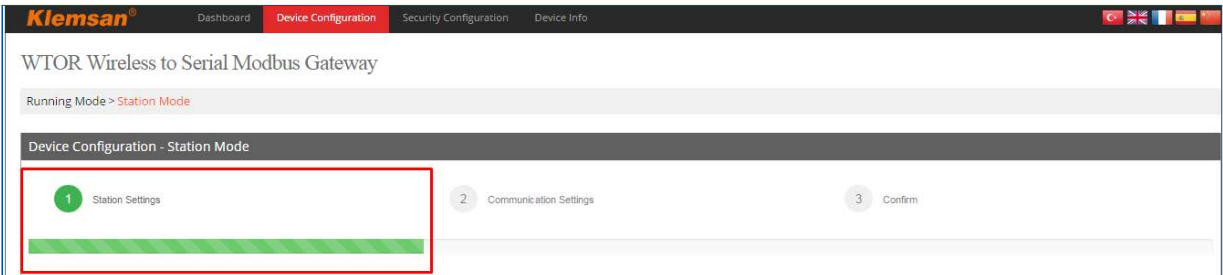 Klemsan® Dashboard Device Configuration Security Configuration Device Info
WTOR Wireless to Serial Modbus Gateway
Running Mode > Station Mode
Device Configuration - Station Mode
1 Station Settings 2 Communication Settings 3 Confirm